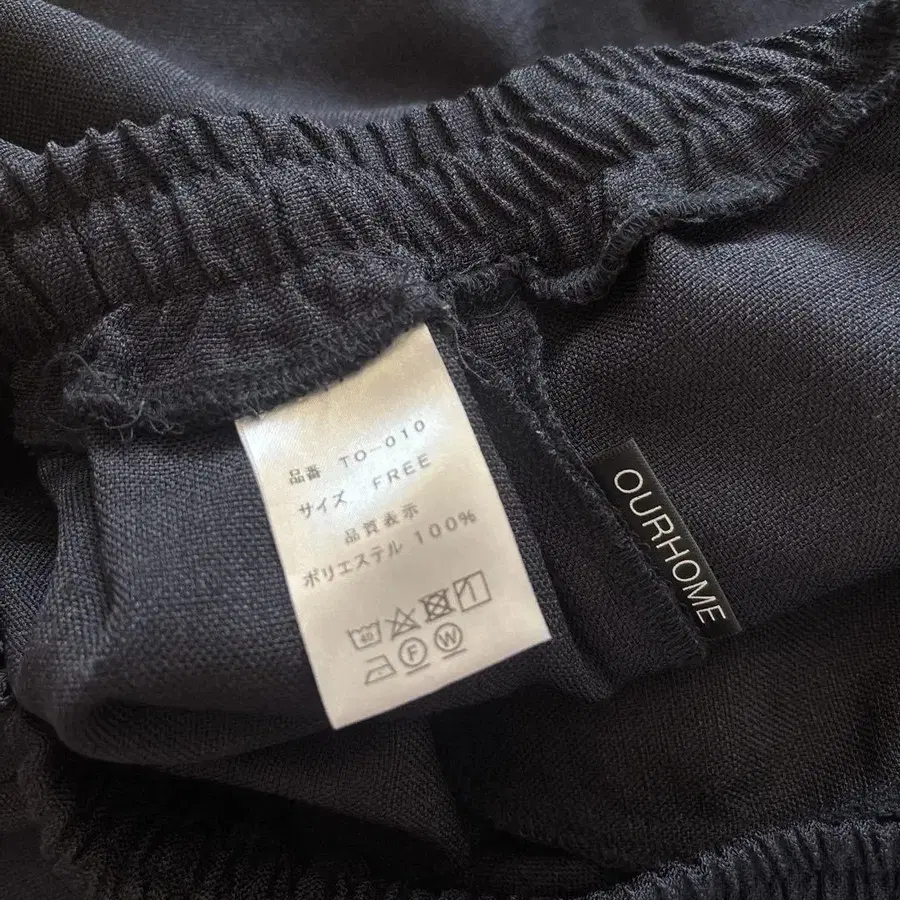 品番 TO-010
サイズ FREE
品質表示
ポリエステル 100%
40
F W
OURHOME